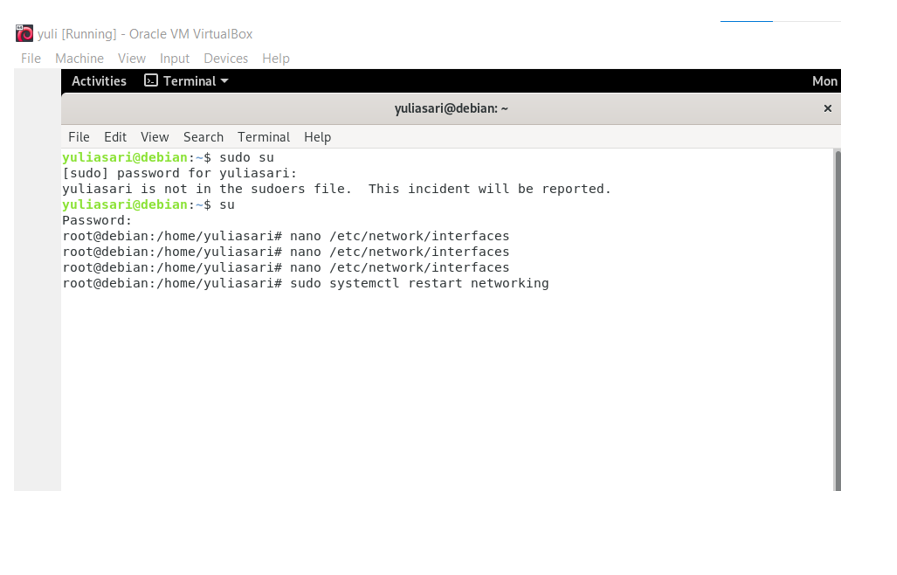 yuli [Running] - Oracle VM VirtualBox
File Machine View Input Devices Help
Activities Terminal Mon
yuliasari@debian: ~ ×
File Edit View Search Terminal Help
yuliasari@debian:~$ sudo su
[sudo] password for yuliasari:
yuliasari is not in the sudoers file.  This incident will be reported.
yuliasari@debian:~$ su
Password:
root@debian:/home/yuliasari# nano /etc/network/interfaces
root@debian:/home/yuliasari# nano /etc/network/interfaces
root@debian:/home/yuliasari# nano /etc/network/interfaces
root@debian:/home/yuliasari# sudo systemctl restart networking